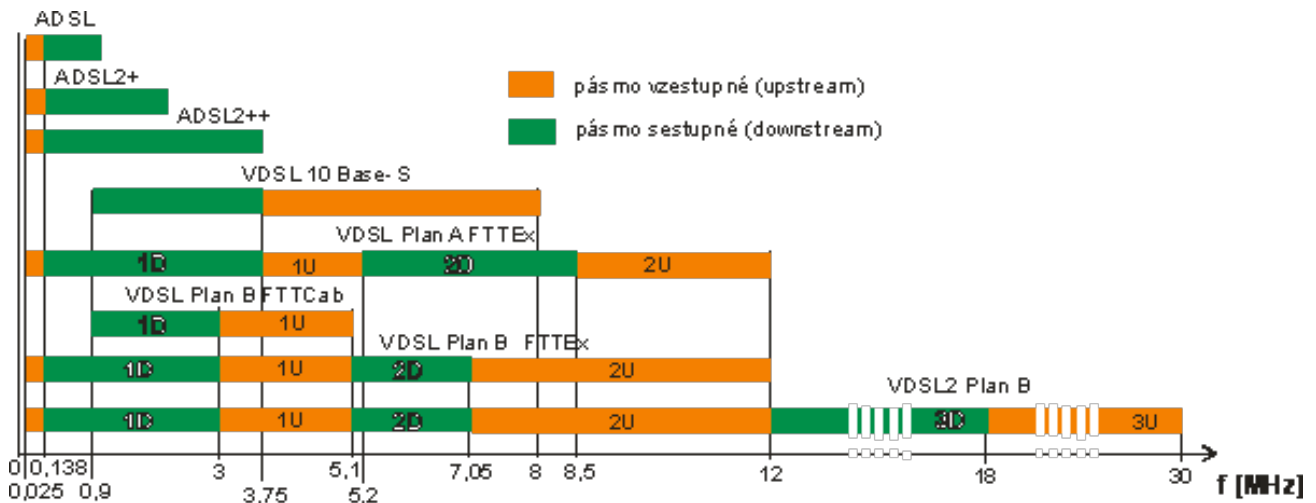 ADSL
ADSL2+
ADSL2++
pásmo vzestupné (upstream)
pásmo sestupné (downstream)
VDSL 10 Base- S
VDSL Plan A FTTEx
1D 1U 2D 2U
VDSL Plan B FTTCab
1D 1U
VDSL Plan B FTTEx
1D 1U 2D 2U
VDSL2 Plan B
1D 1U 2D 2U 3D 3U
0 0,138 3 5,1 7,05 8 8,5 12 18 30
0,025 0,9 3,75 5,2 f [MHz]